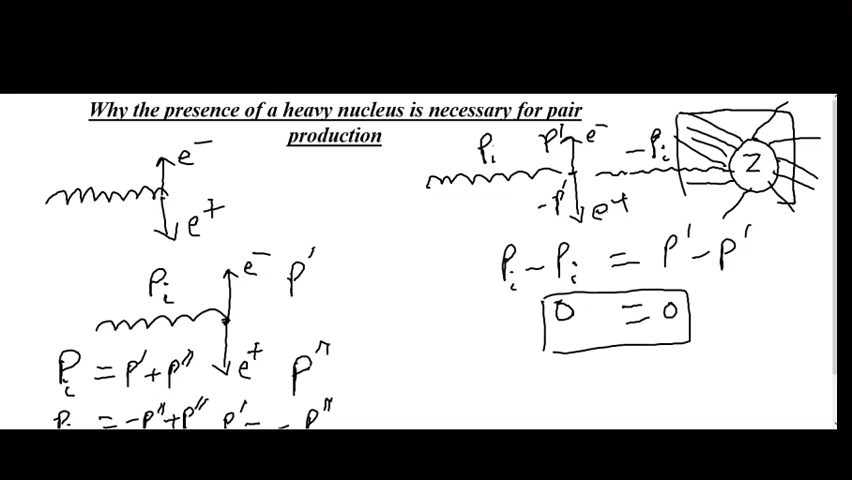 Why the presence of a heavy nucleus is necessary for pair
production
e⁻
e⁺
Pᵢ e⁻ P′
e⁺ P″
Pᵢ = P′ + P″
Pᵢ = -P″ + P″ P′ = - P″
Pᵢ P′ e⁻ -Pᵢ Z
-P′ e⁺
Pᵢ - Pᵢ = P′ - P′
0 = 0